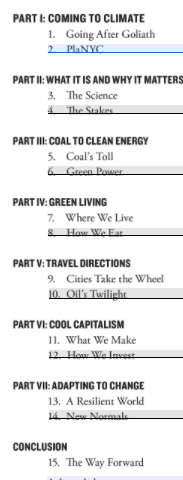 PART I: COMING TO CLIMATE
1. Going After Goliath
2. PlaNYC
PART II: WHAT IT IS AND WHY IT MATTERS
3. The Science
4. The Stakes
PART III: COAL TO CLEAN ENERGY
5. Coal's Toll
6. Green Power
PART IV: GREEN LIVING
7. Where We Live
8. How We Eat
PART V: TRAVEL DIRECTIONS
9. Cities Take the Wheel
10. Oil's Twilight
PART VI: COOL CAPITALISM
11. What We Make
12. How We Invest
PART VII: ADAPTING TO CHANGE
13. A Resilient World
14. New Normals
CONCLUSION
15. The Way Forward